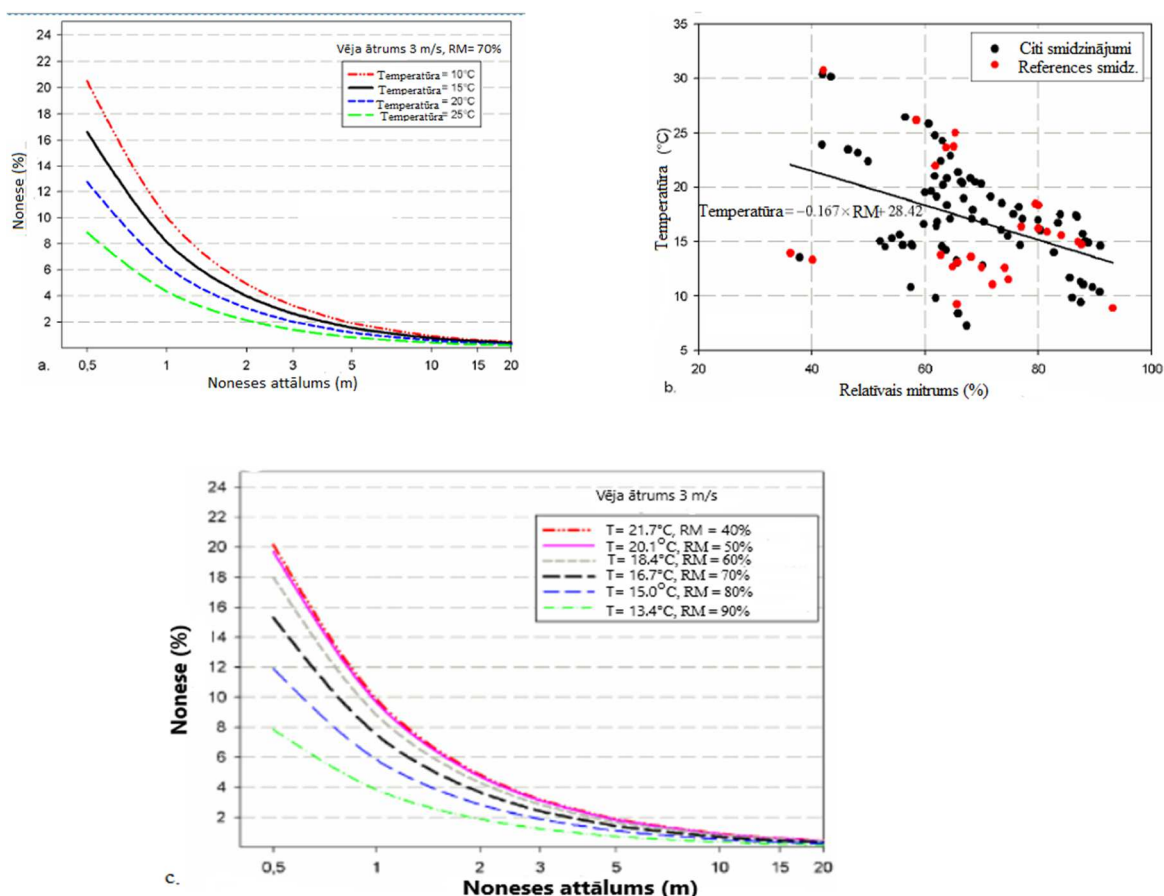 24
22
20
18
16
14
12
10
8
6
4
2
Nonese (%)
Vēja ātrums 3 m/s, RM= 70%
Temperatūra = 10°C
Temperatūra = 15°C
Temperatūra = 20°C
Temperatūra = 25°C
a.
0,5 1 2 3 5 10 15 20
Noneses attālums (m)
35
30
25
20
15
10
5
Temperatūra (°C)
Citi smidzinājumi
References smidz.
Temperatūra = −0.167 × RM + 28.42
20 40 60 80 100
b.
Relatīvais mitrums (%)
24
22
20
18
16
14
12
10
8
6
4
2
Nonese (%)
Vēja ātrums 3 m/s
T= 21.7°C, RM = 40%
T= 20.1°C, RM = 50%
T= 18.4°C, RM = 60%
T= 16.7°C, RM = 70%
T= 15.0°C, RM = 80%
T= 13.4°C, RM = 90%
0,5 1 2 3 5 10 15 20
c.
Noneses attālums (m)